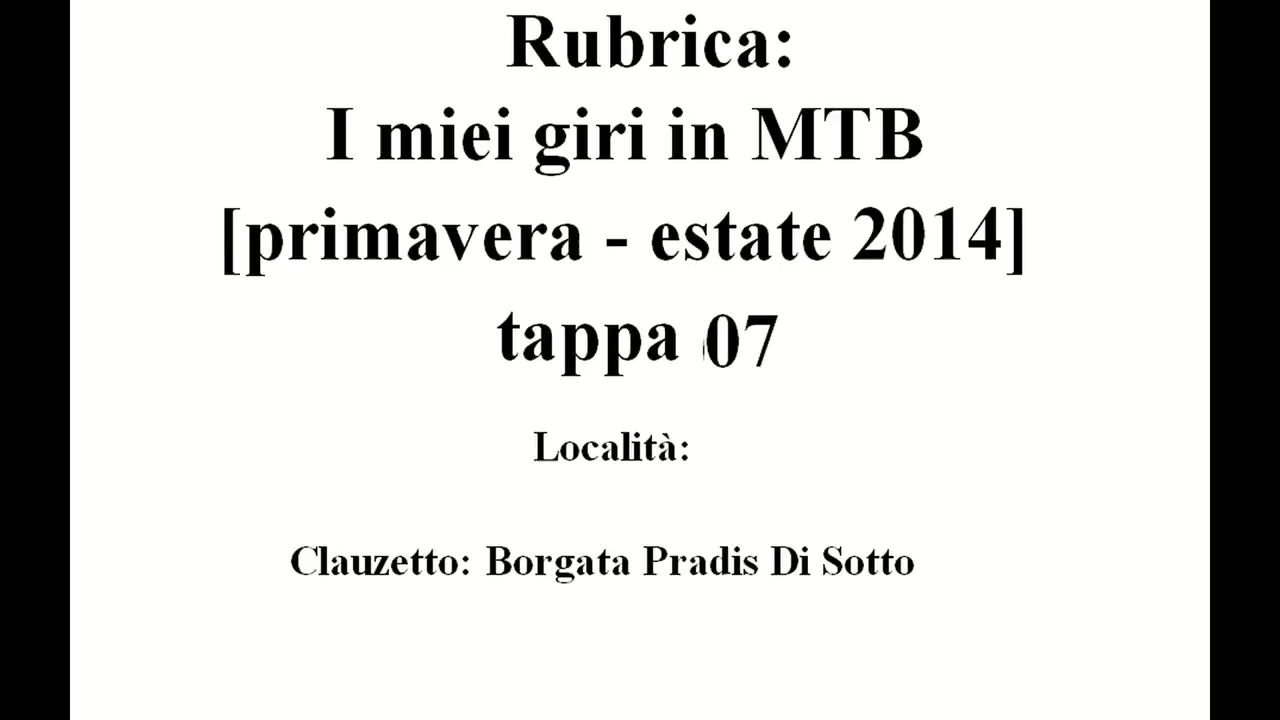 Rubrica:
I miei giri in MTB
[primavera - estate 2014]
tappa 07
Località:
Clauzetto: Borgata Pradis Di Sotto